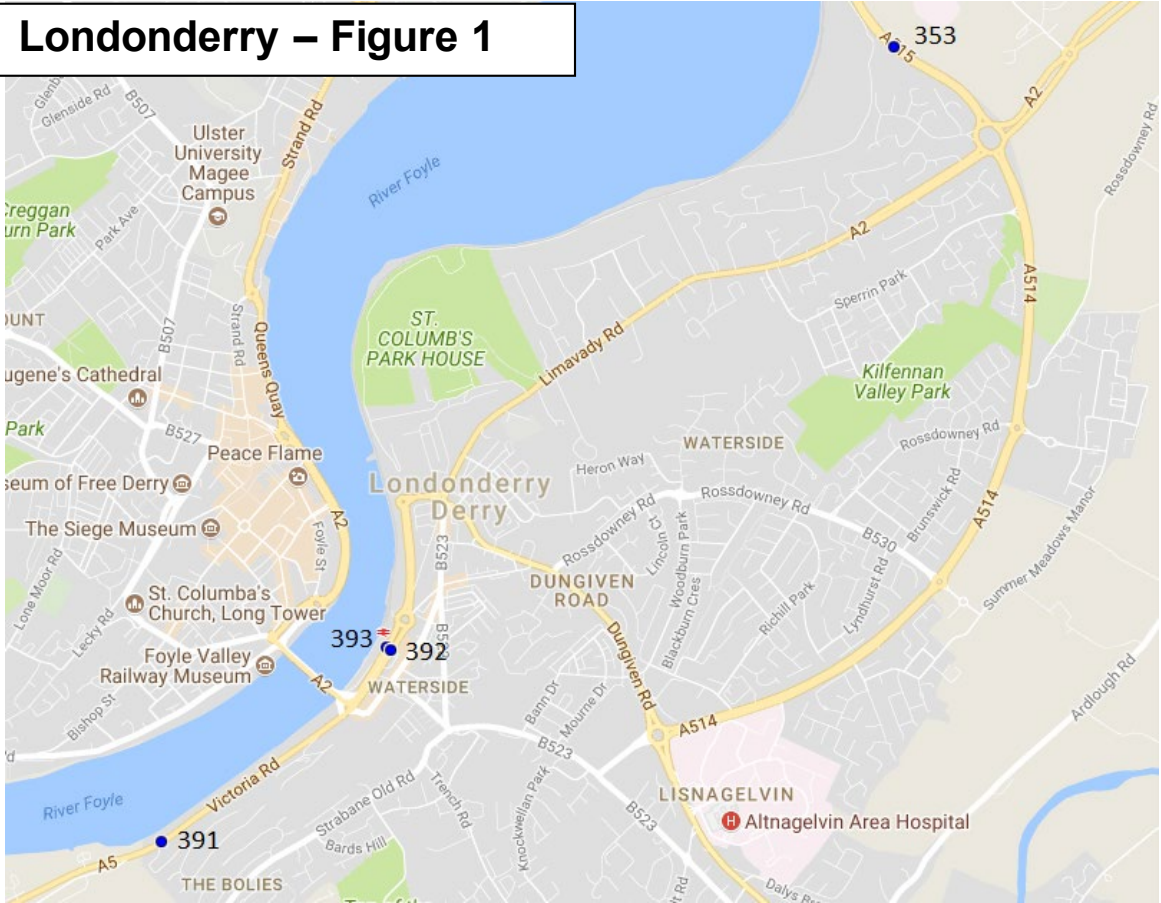 Londonderry – Figure 1
353
A2
Glenside Rd
B507
Ulster
University
Magee
Campus
Strand Rd
River Foyle
Rossdowney Rd
Creggan
urn Park
Park Ave
A2
A514
Sperrin Park
OUNT
B507
Strand Rd
Queens Quay
ST.
COLUMB'S
PARK HOUSE
Limavady Rd
Kilfennan
Valley Park
ugene's Cathedral
Park
B527
Peace Flame
WATERSIDE
Rossdowney Rd
Heron Way
seum of Free Derry
Londonderry
Derry
Rossdowney Rd
Rossdowney Rd
Brunswick Rd
A514
The Siege Museum
A2
Foyle St
B523
Lincoln Ct
Woodburn Park
B530
Summer Meadows Manor
Lone Moor Rd
Lecky Rd
St. Columba's
Church, Long Tower
DUNGIVEN
ROAD
Blackburn Cres
Richill Park
Lyndhurst Rd
393
392
Foyle Valley
Railway Museum
A2
WATERSIDE
Dungiven Rd
Ardlough Rd
Bishop St
Bann Dr
Mourne Dr
A514
B523
River Foyle
Victoria Rd
Strabane Old Rd
Trench Rd
Knockwellan Park
LISNAGELVIN
B523
H Altnagelvin Area Hospital
391
Bards Hill
A5
THE BOLIES